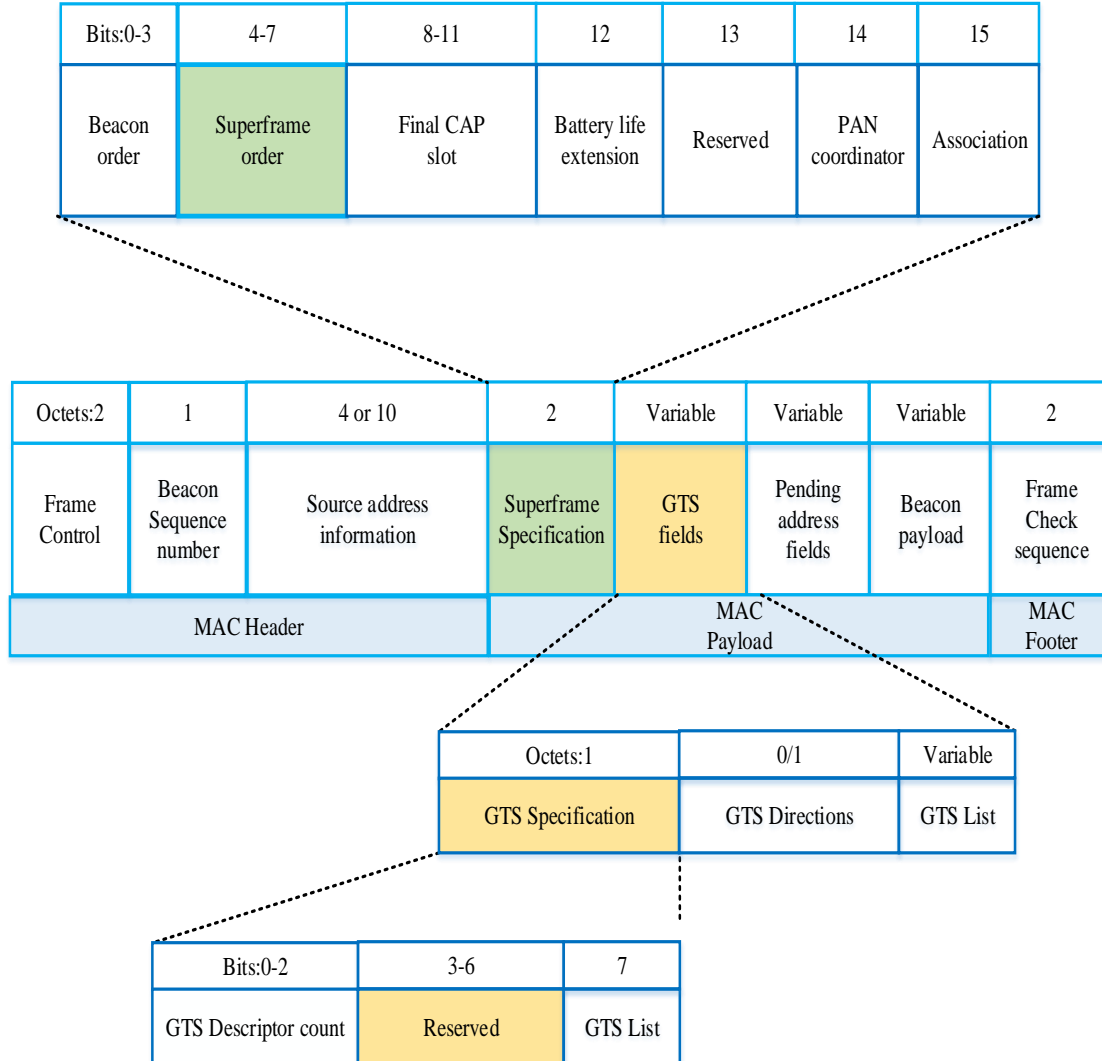 Bits:0-3 4-7 8-11 12 13 14 15
Beacon
order
Superframe
order
Final CAP
slot
Battery life
extension
Reserved
PAN
coordinator
Association
Octets:2 1 4 or 10 2 Variable Variable Variable 2
Frame
Control
Beacon
Sequence
number
Source address
information
Superframe
Specification
GTS
fields
Pending
address
fields
Beacon
payload
Frame
Check
sequence
MAC Header
MAC
Payload
MAC
Footer
Octets:1 0/1 Variable
GTS Specification GTS Directions GTS List
Bits:0-2 3-6 7
GTS Descriptor count Reserved GTS List